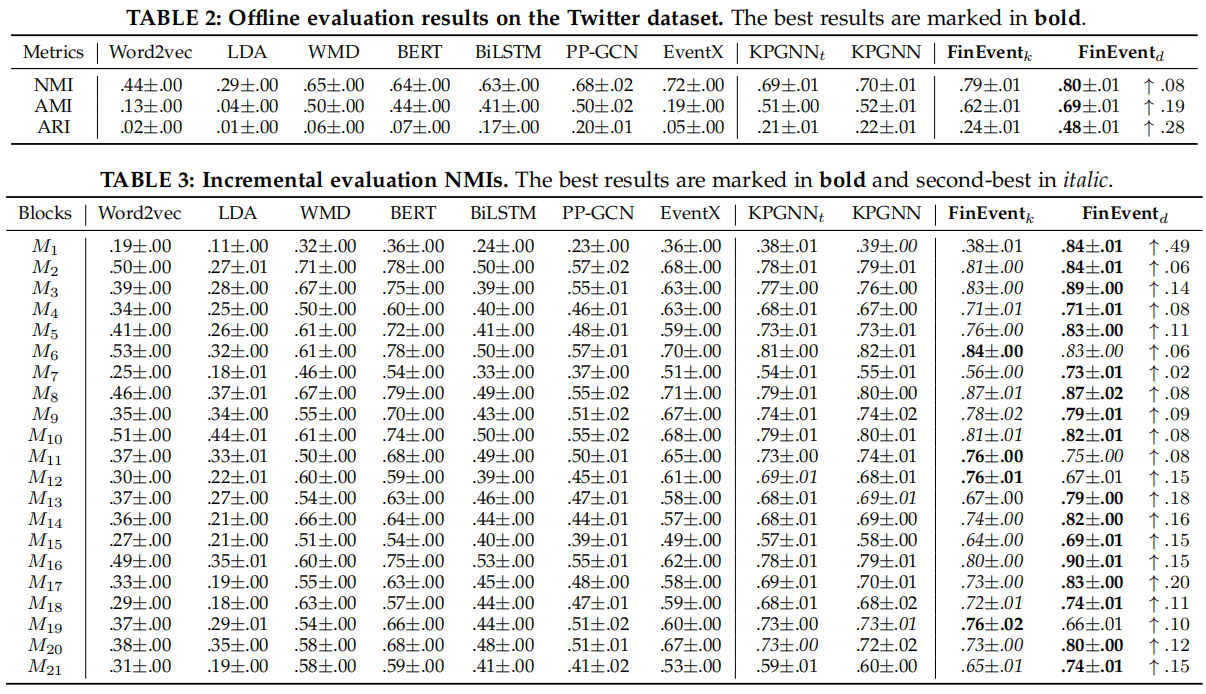 TABLE 2: Offline evaluation results on the Twitter dataset. The best results are marked in bold.
Metrics Word2vec LDA WMD BERT BiLSTM PP-GCN EventX KPGNNt KPGNN FinEventk FinEventd
NMI .44±.00 .29±.00 .65±.00 .64±.00 .63±.00 .68±.02 .72±.00 .69±.01 .70±.01 .79±.01 .80±.01 ↑ .08
AMI .13±.00 .04±.00 .50±.00 .44±.00 .41±.00 .50±.02 .19±.00 .51±.00 .52±.01 .62±.01 .69±.01 ↑ .19
ARI .02±.00 .01±.00 .06±.00 .07±.00 .17±.00 .20±.01 .05±.00 .21±.01 .22±.01 .24±.01 .48±.01 ↑ .28
TABLE 3: Incremental evaluation NMIs. The best results are marked in bold and second-best in italic.
Blocks Word2vec LDA WMD BERT BiLSTM PP-GCN EventX KPGNNt KPGNN FinEventk FinEventd
M1 .19±.00 .11±.00 .32±.00 .36±.00 .24±.00 .23±.00 .36±.00 .38±.01 .39±.00 .38±.01 .84±.01 ↑ .49
M2 .50±.00 .27±.01 .71±.00 .78±.00 .50±.00 .57±.02 .68±.00 .78±.01 .79±.01 .81±.00 .84±.01 ↑ .06
M3 .39±.00 .28±.00 .67±.00 .75±.00 .39±.00 .55±.01 .63±.00 .77±.00 .76±.00 .83±.00 .89±.00 ↑ .14
M4 .34±.00 .25±.00 .50±.00 .60±.00 .40±.00 .46±.01 .63±.00 .68±.01 .67±.00 .71±.01 .71±.01 ↑ .08
M5 .41±.00 .26±.00 .61±.00 .72±.00 .41±.00 .48±.01 .59±.00 .73±.01 .73±.01 .76±.00 .83±.00 ↑ .11
M6 .53±.00 .32±.00 .61±.00 .78±.00 .50±.00 .57±.01 .70±.00 .81±.00 .82±.01 .84±.00 .83±.00 ↑ .06
M7 .25±.00 .18±.01 .46±.00 .54±.00 .33±.00 .37±.00 .51±.00 .54±.01 .55±.01 .56±.00 .73±.01 ↑ .02
M8 .46±.00 .37±.01 .67±.00 .79±.00 .49±.00 .55±.02 .71±.00 .79±.01 .80±.00 .87±.01 .87±.02 ↑ .08
M9 .35±.00 .34±.00 .55±.00 .70±.00 .43±.00 .51±.02 .67±.00 .74±.01 .74±.02 .78±.02 .79±.01 ↑ .09
M10 .51±.00 .44±.01 .61±.00 .74±.00 .50±.00 .55±.02 .68±.00 .79±.01 .80±.01 .81±.01 .82±.01 ↑ .08
M11 .37±.00 .33±.01 .50±.00 .68±.00 .49±.00 .50±.01 .65±.00 .73±.00 .74±.01 .76±.00 .75±.00 ↑ .08
M12 .30±.00 .22±.01 .60±.00 .59±.00 .39±.00 .45±.01 .61±.00 .69±.01 .68±.01 .76±.01 .67±.01 ↑ .15
M13 .37±.00 .27±.00 .54±.00 .63±.00 .46±.00 .47±.01 .58±.00 .68±.01 .69±.01 .67±.00 .79±.00 ↑ .18
M14 .36±.00 .21±.00 .66±.00 .64±.00 .44±.00 .44±.01 .57±.00 .68±.01 .69±.00 .74±.00 .82±.00 ↑ .16
M15 .27±.00 .21±.00 .51±.00 .54±.00 .40±.00 .39±.01 .49±.00 .57±.01 .58±.00 .64±.00 .69±.01 ↑ .15
M16 .49±.00 .35±.01 .60±.00 .75±.00 .53±.00 .55±.01 .62±.00 .78±.01 .79±.01 .80±.00 .90±.01 ↑ .15
M17 .33±.00 .19±.00 .55±.00 .63±.00 .45±.00 .48±.00 .58±.00 .69±.01 .70±.01 .73±.00 .83±.00 ↑ .20
M18 .29±.00 .18±.00 .63±.00 .57±.00 .44±.00 .47±.01 .59±.00 .68±.01 .68±.02 .72±.01 .74±.01 ↑ .11
M19 .37±.00 .29±.01 .54±.00 .66±.00 .44±.00 .51±.02 .60±.00 .73±.00 .73±.01 .76±.02 .66±.01 ↑ .10
M20 .38±.00 .35±.00 .58±.00 .68±.00 .48±.00 .51±.01 .67±.00 .73±.00 .72±.02 .73±.00 .80±.00 ↑ .12
M21 .31±.00 .19±.00 .58±.00 .59±.00 .41±.00 .41±.02 .53±.00 .59±.01 .60±.00 .65±.01 .74±.01 ↑ .15